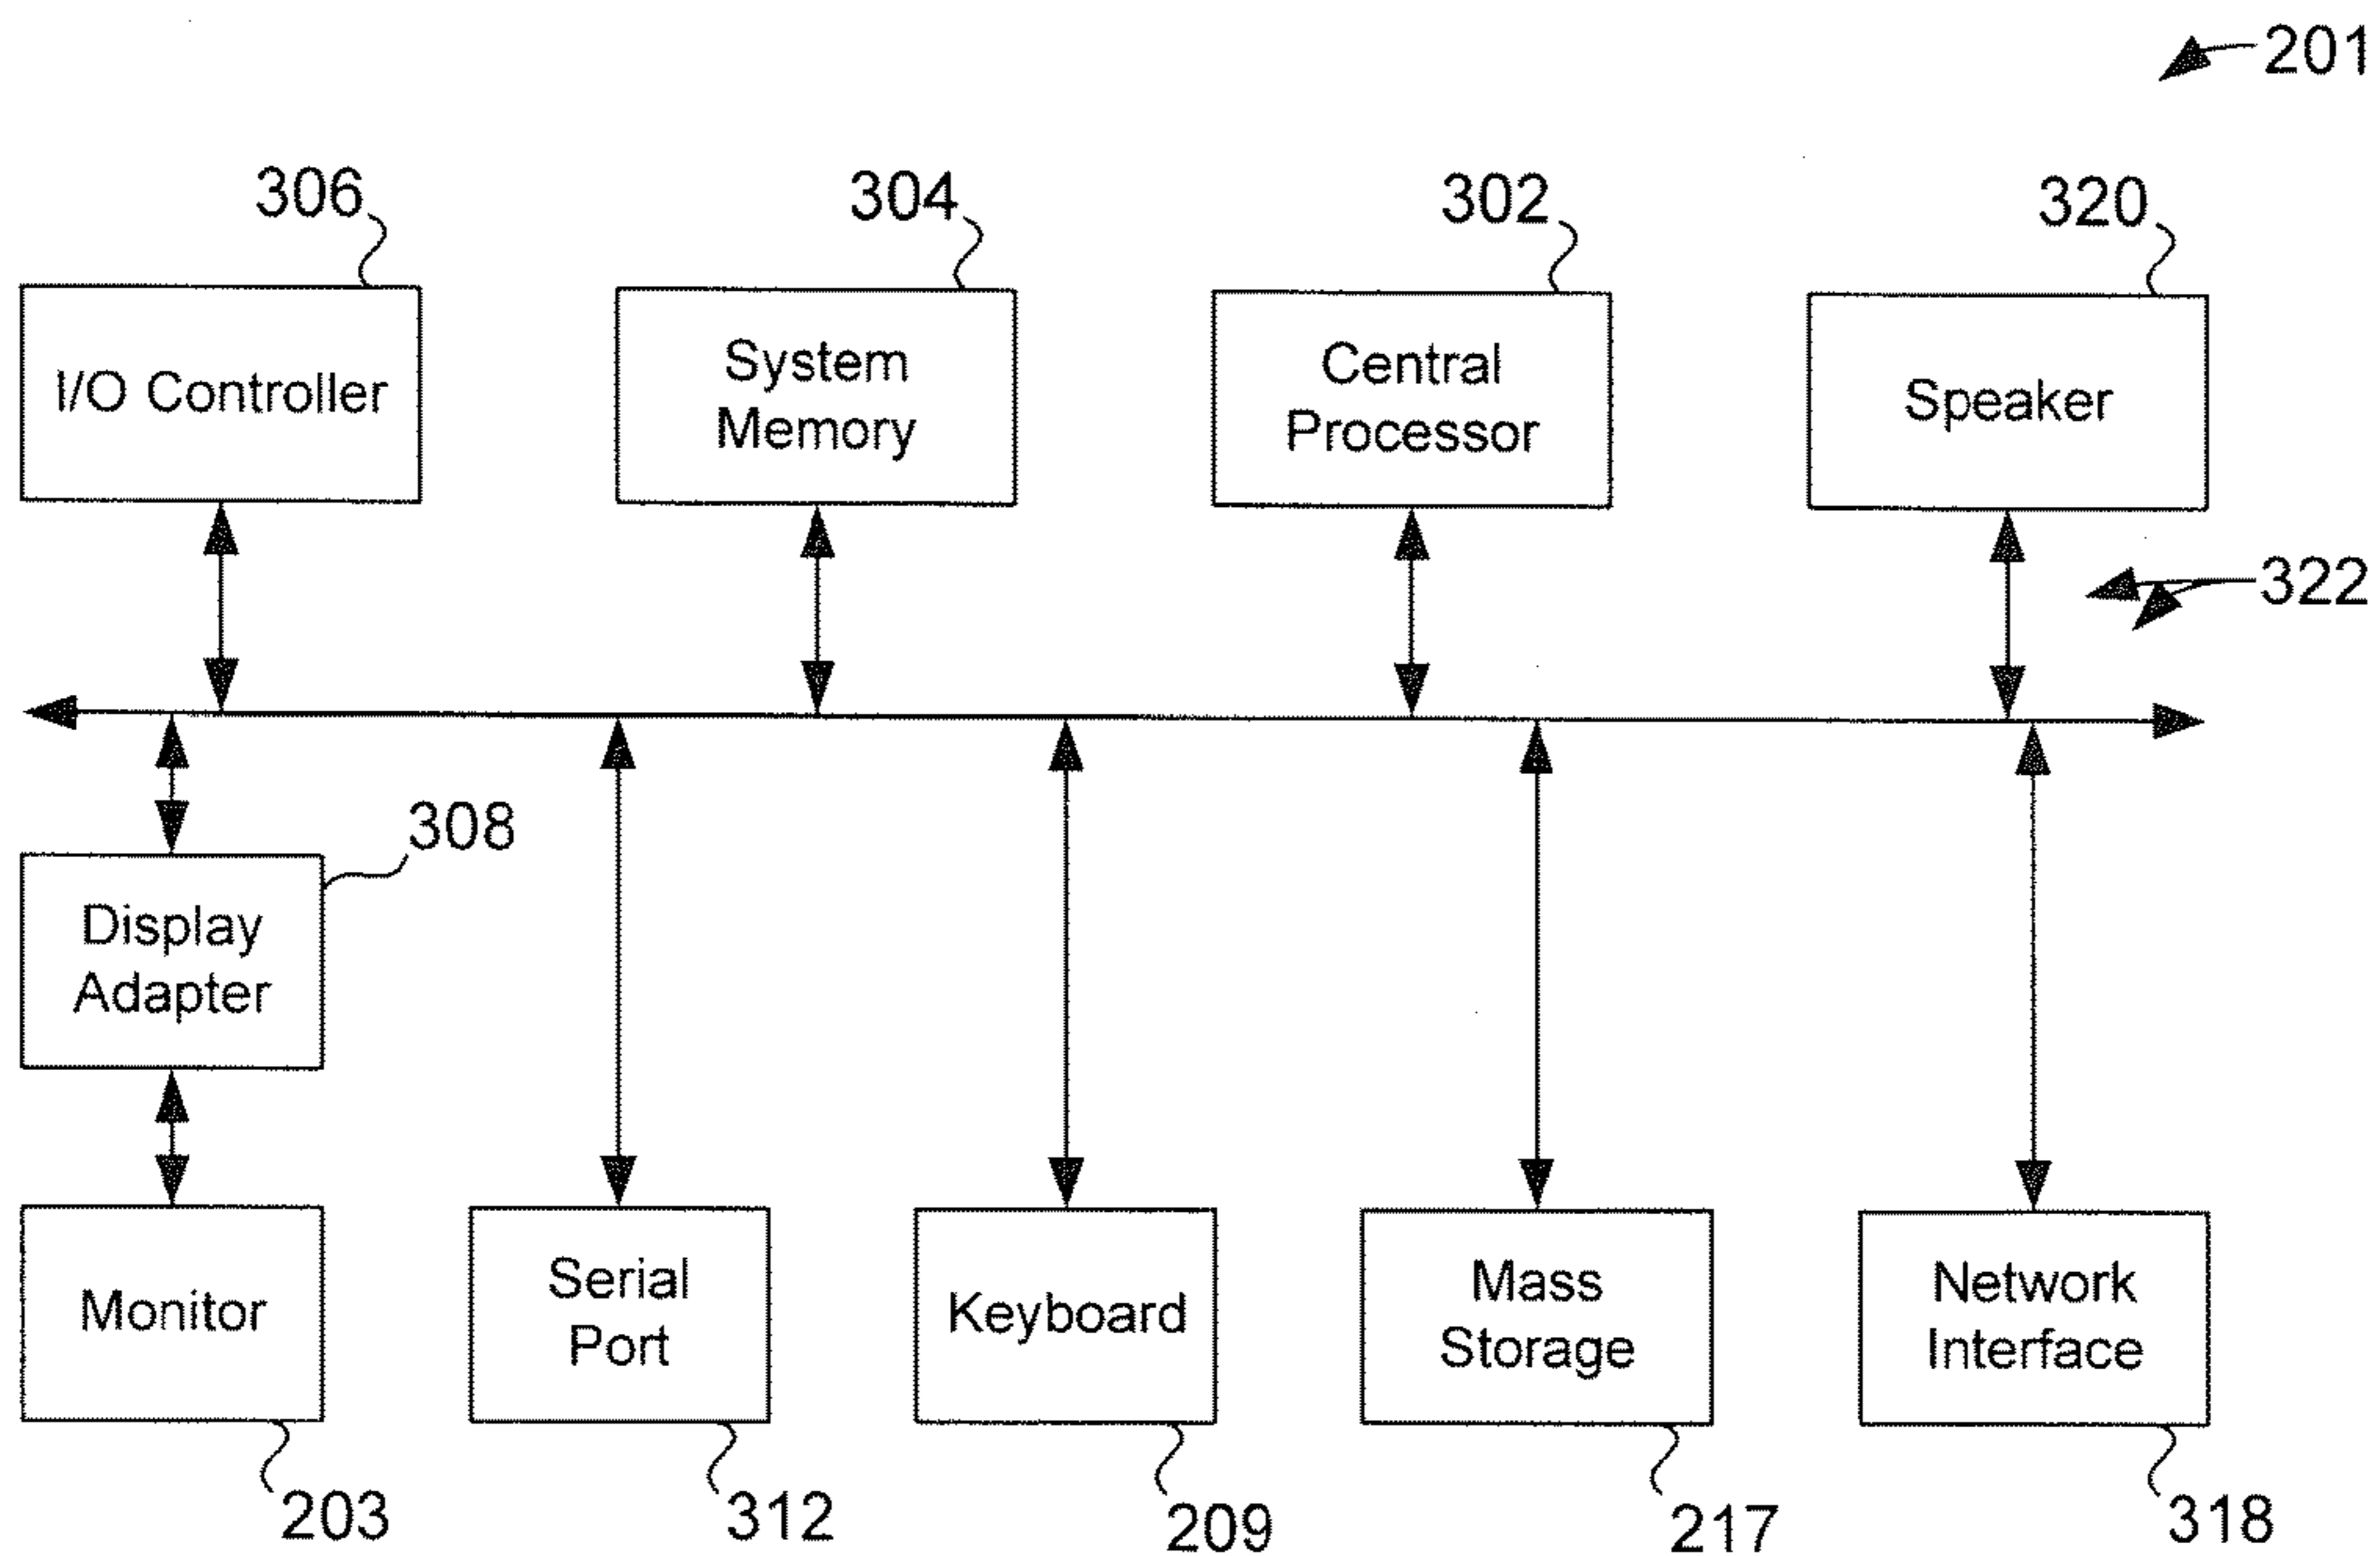 201
306
304
302
320
I/O Controller
System
Memory
Central
Processor
Speaker
322
308
Display
Adapter
Monitor
Serial
Port
Keyboard
Mass
Storage
Network
Interface
203
312
209
217
318